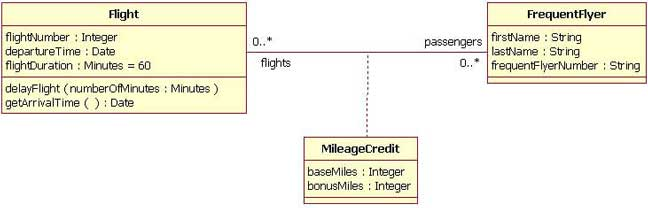 Flight
flightNumber : Integer
departureTime : Date
flightDuration : Minutes = 60
delayFlight ( numberOfMinutes : Minutes )
getArrivalTime ( ) : Date
0..*
flights
passengers
0..*
FrequentFlyer
firstName : String
lastName : String
frequentFlyerNumber : String
MileageCredit
baseMiles : Integer
bonusMiles : Integer